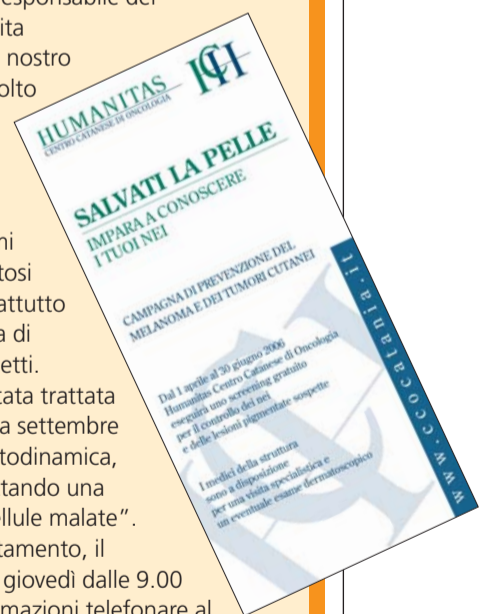 esponsabile del
ita
nostro
olto
ni
tosi
attutto
a di
etti.
tata trattata
a settembre
todinamica,
tando una
ellule malate”.
tamento, il
giovedì dalle 9.00
mazioni telefonare al
HUMANITAS
CENTRO CATANESE DI ONCOLOGIA
SALVATI LA PELLE
IMPARA A CONOSCERE
I TUOI NEI
CAMPAGNA DI PREVENZIONE DEL
MELANOMA E DEI TUMORI CUTANEI
Dal 1 aprile al 30 giugno 2006
Humanitas Centro Catanese di Oncologia
eseguirà uno screening gratuito
per il controllo dei nei
e delle lesioni pigmentate sospette
I medici della struttura
sono a disposizione
per una visita specialistica e
un eventuale esame dermatoscopico
www.ccocatania.it